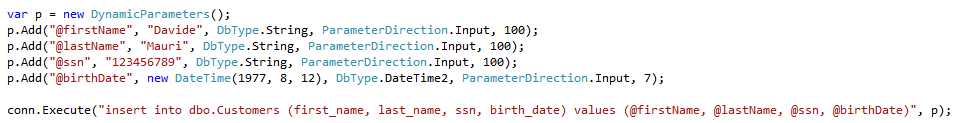 var p = new DynamicParameters();
p.Add("@firstName", "Davide", DbType.String, ParameterDirection.Input, 100);
p.Add("@lastName", "Mauri", DbType.String, ParameterDirection.Input, 100);
p.Add("@ssn", "123456789", DbType.String, ParameterDirection.Input, 100);
p.Add("@birthDate", new DateTime(1977, 8, 12), DbType.DateTime2, ParameterDirection.Input, 7);
conn.Execute("insert into dbo.Customers (first_name, last_name, ssn, birth_date) values (@firstName, @lastName, @ssn, @birthDate)", p);